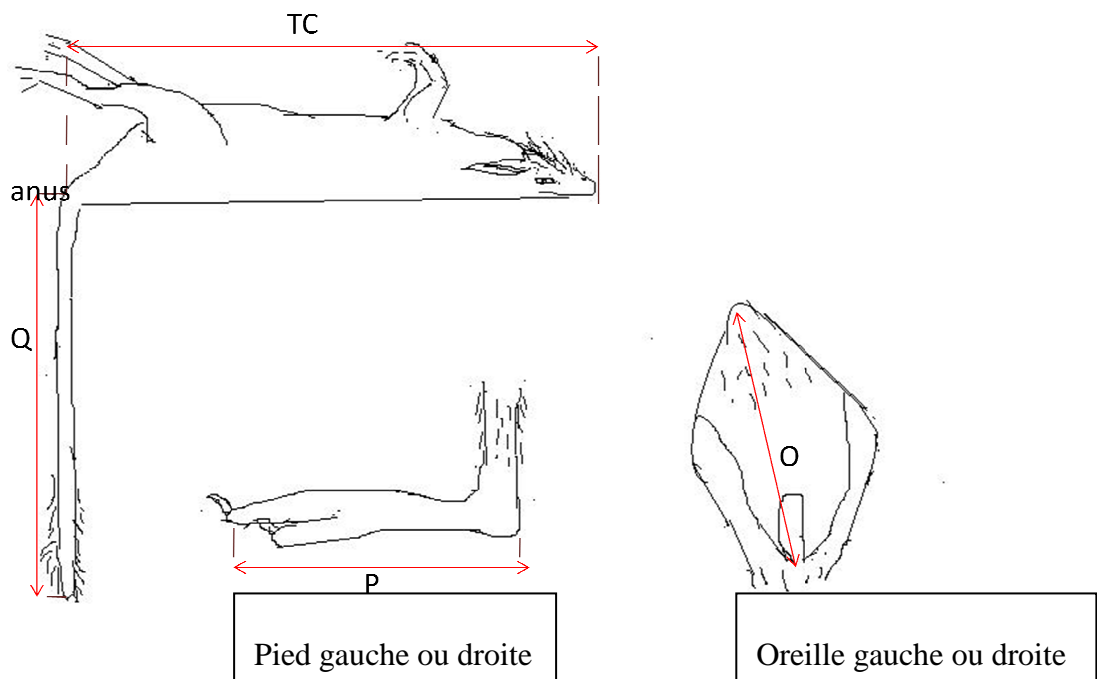 TC
anus
Q
O
P
Pied gauche ou droite
Oreille gauche ou droite